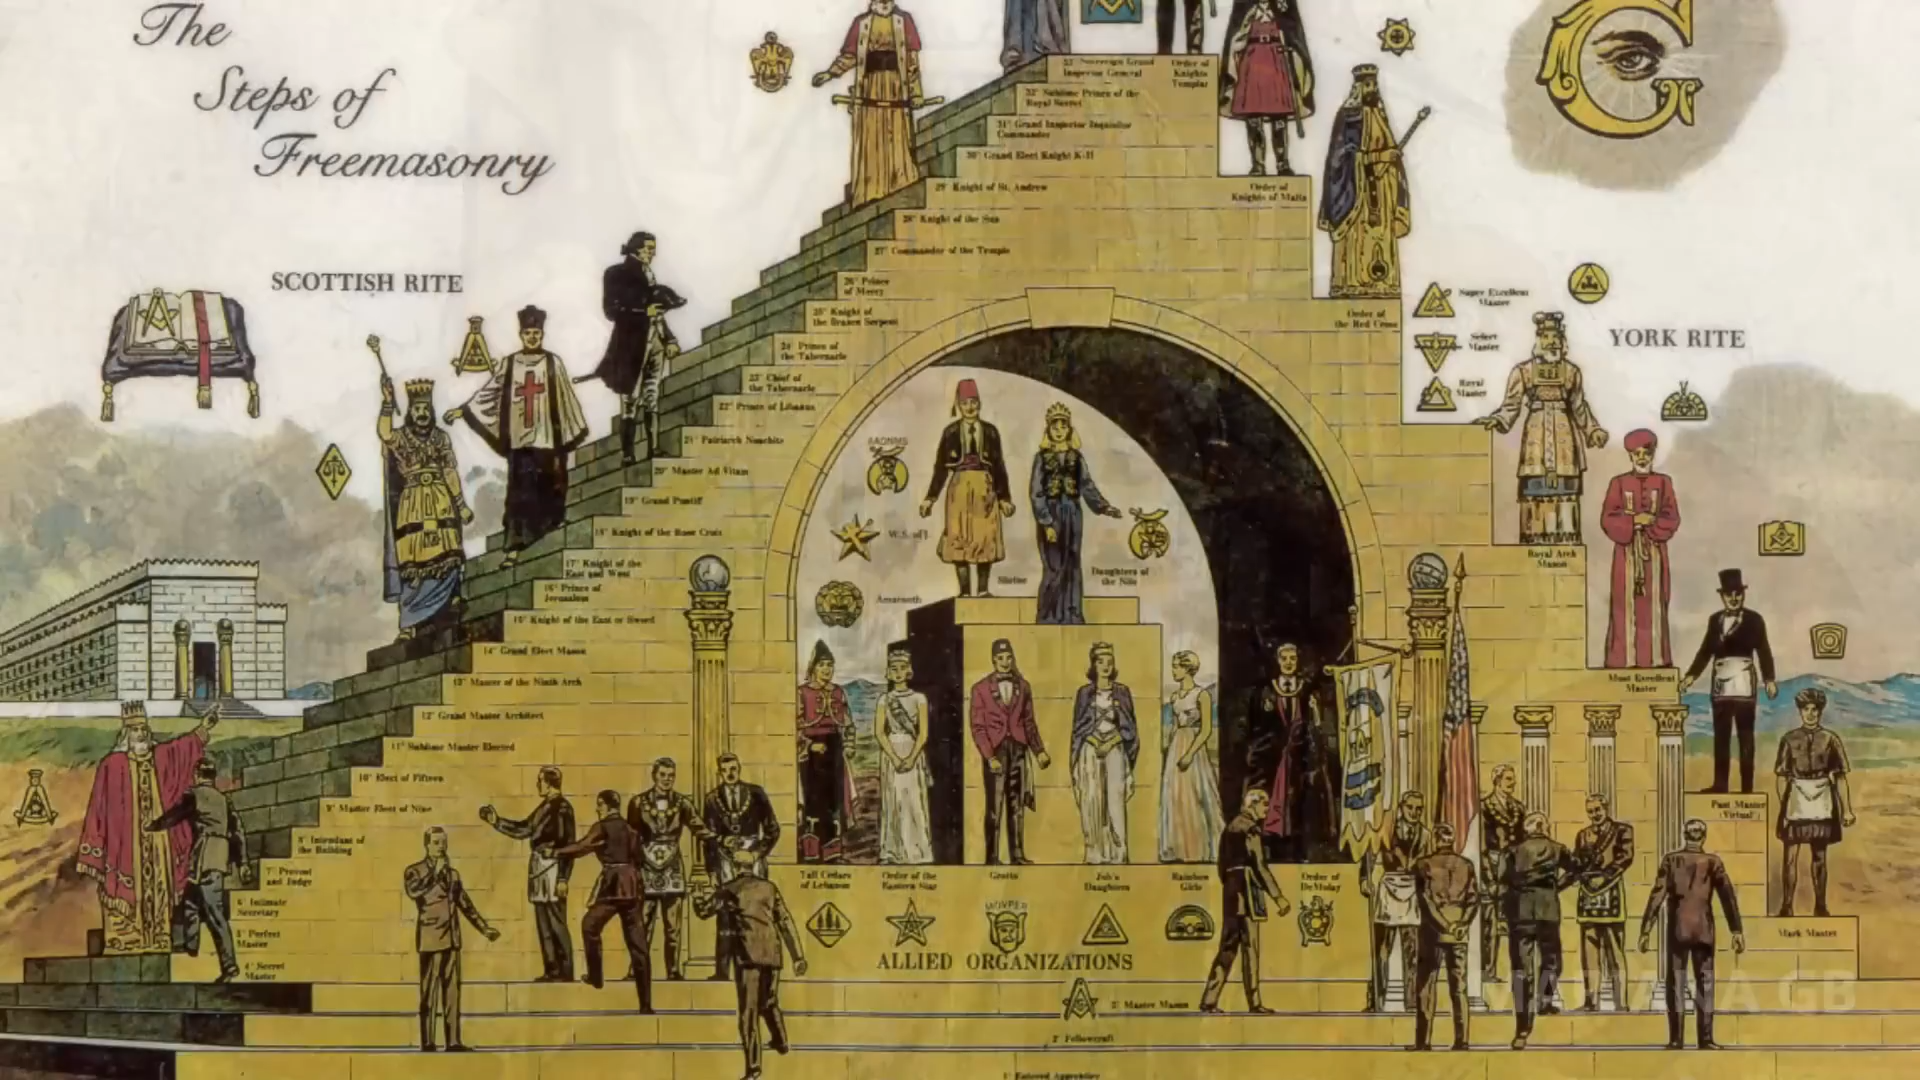 The
Steps of
Freemasonry
SCOTTISH RITE
YORK RITE
33° Sovereign Grand
Inspector General
Order of
Knights
Templar
32° Sublime Prince of the
Royal Secret
31° Grand Inspector Inquisitor
Commander
30° Grand Elect Knight K-H
29° Knight of St. Andrew
28° Knight of the Sun
27° Commander of the Temple
26° Prince
of Mercy
25° Knight of
the Brazen Serpent
24° Prince of
the Tabernacle
23° Chief of
the Tabernacle
22° Prince of Libanus
21° Patriarch Noachite
20° Master Ad Vitam
19° Grand Pontiff
18° Knight of the Rose Croix
17° Knight of the
East and West
16° Prince of
Jerusalem
15° Knight of the East or Sword
14° Grand Elect Mason
13° Master of the Ninth Arch
12° Grand Master Architect
11° Sublime Master Elected
10° Elect of Fifteen
9° Master Elect of Nine
8° Intendant of
the Building
7° Provost
and Judge
6° Intimate
Secretary
5° Perfect
Master
4° Secret
Master
Order of
Knights of Malta
Order of
the Red Cross
Super Excellent
Master
Select
Master
Royal
Master
Royal Arch
Mason
Most Excellent
Master
Past Master
(Virtual)
Mark Master
AAONMS
W.S. of J.
Amaranth
Shrine
Daughters of
the Nile
Tall Cedars
of Lebanon
Order of the
Eastern Star
Grotto
Job's
Daughters
Rainbow
Girls
Order of
DeMolay
MOVPER
ALLIED ORGANIZATIONS
3° Master Mason
2° Fellowcraft
1° Entered Apprentice
G
MARIANA GB